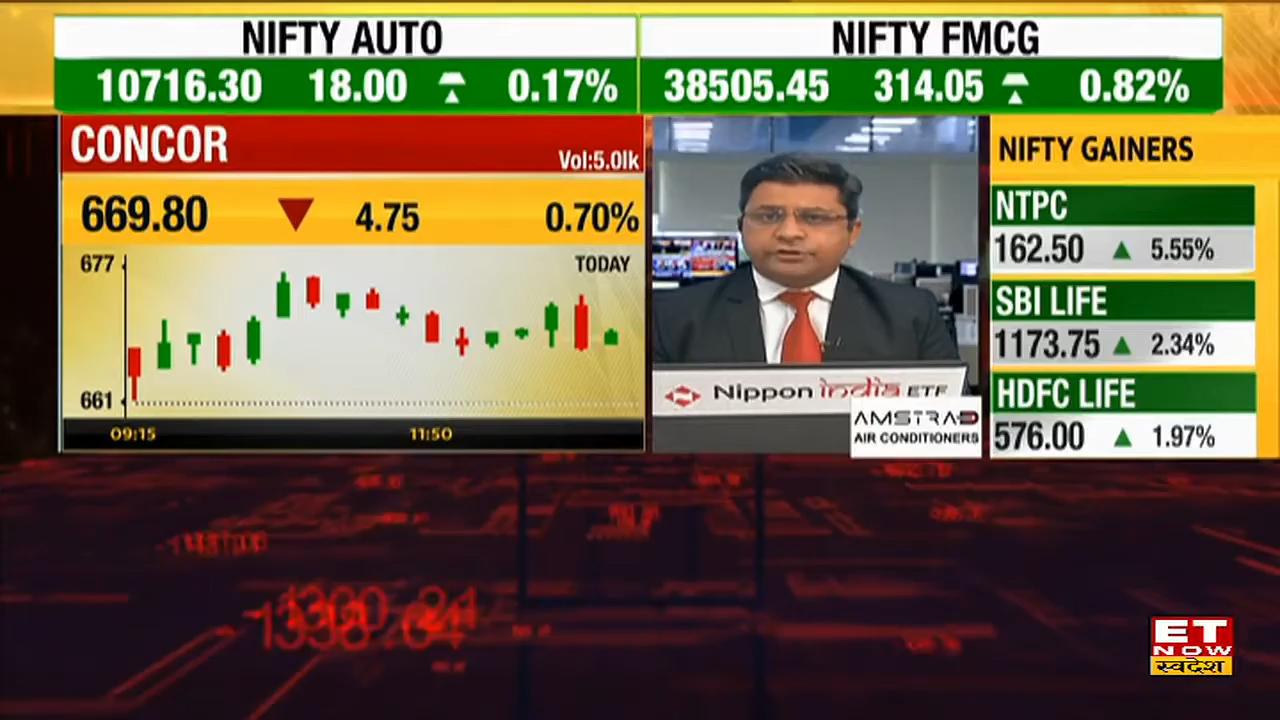 NIFTY AUTO
10716.30 18.00 0.17%
NIFTY FMCG
38505.45 314.05 0.82%
CONCOR
Vol:5.0lk
669.80 4.75 0.70%
677
TODAY
661
09:15 11:50
Nippon india ETF
AMSTRAD
AIR CONDITIONERS
NIFTY GAINERS
NTPC
162.50 5.55%
SBI LIFE
1173.75 2.34%
HDFC LIFE
576.00 1.97%
ET
NOW
स्वदेश